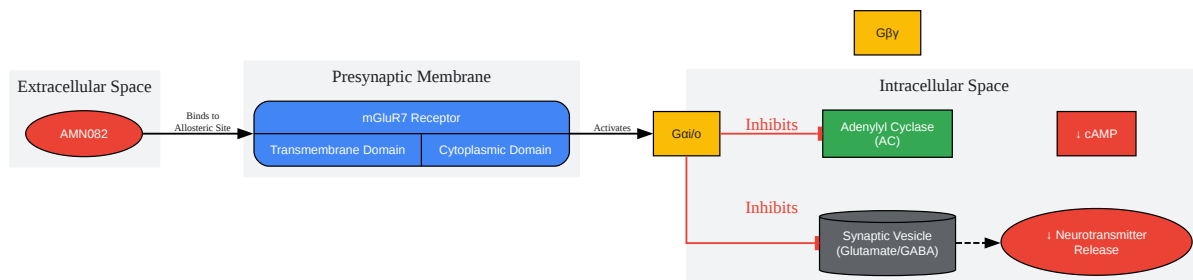 Gβγ
Extracellular Space
Presynaptic Membrane
Intracellular Space
AMN082
Binds to
Allosteric Site
mGluR7 Receptor
Transmembrane Domain
Cytoplasmic Domain
Activates
Gαi/o
Inhibits
Adenylyl Cyclase
(AC)
↓ cAMP
Inhibits
Synaptic Vesicle
(Glutamate/GABA)
↓ Neurotransmitter
Release